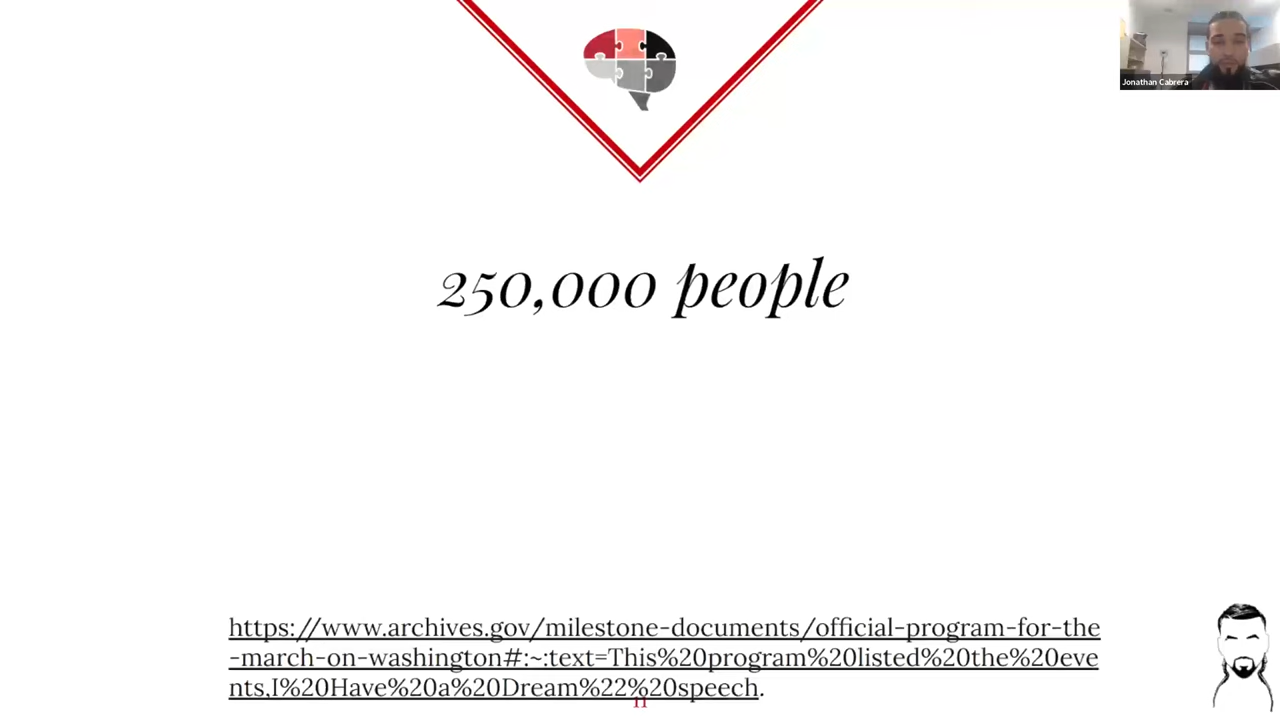 Jonathan Cabrera
250,000 people
https://www.archives.gov/milestone-documents/official-program-for-the
-march-on-washington#:~:text=This%20program%20listed%20the%20eve
nts,I%20Have%20a%20Dream%22%20speech.
11